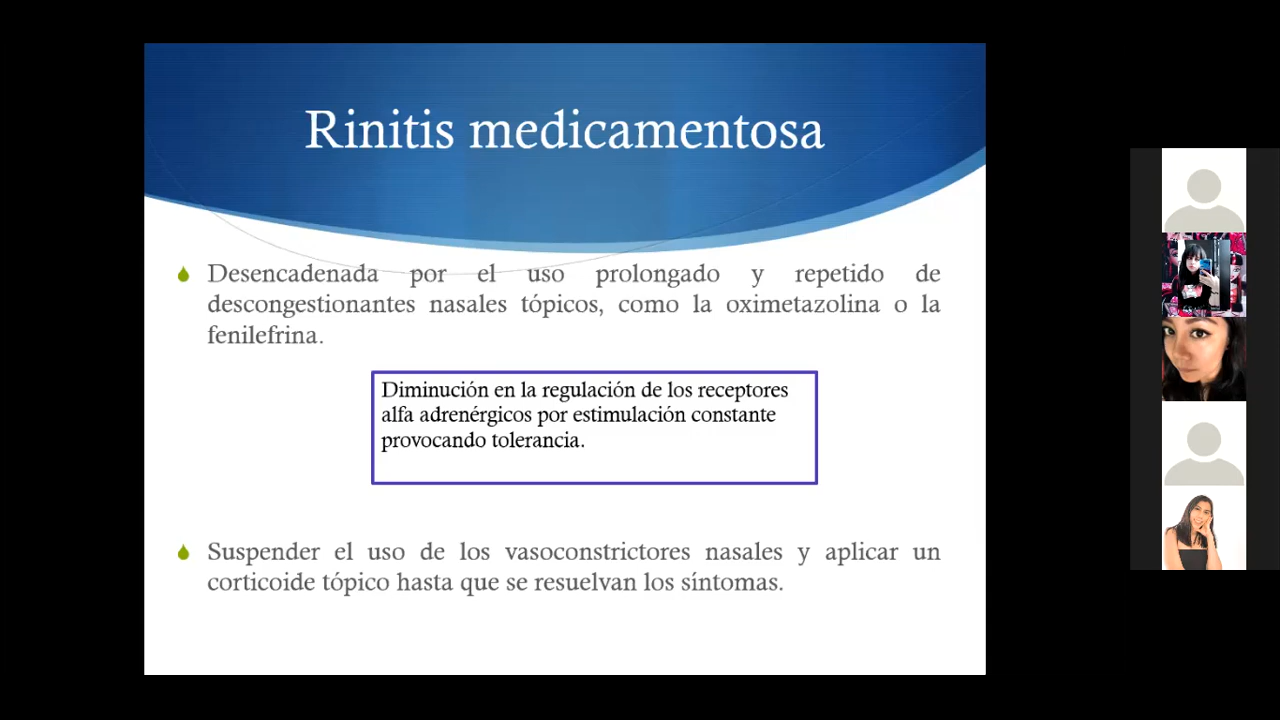 Rinitis medicamentosa
Desencadenada por el uso prolongado y repetido de
descongestionantes nasales tópicos, como la oximetazolina o la
fenilefrina.
Diminución en la regulación de los receptores
alfa adrenérgicos por estimulación constante
provocando tolerancia.
Suspender el uso de los vasoconstrictores nasales y aplicar un
corticoide tópico hasta que se resuelvan los síntomas.